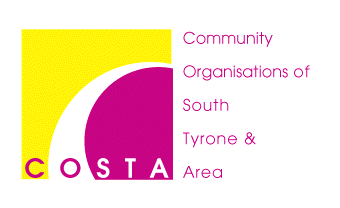 COSTA
Community
Organisations of
South
Tyrone &
Area